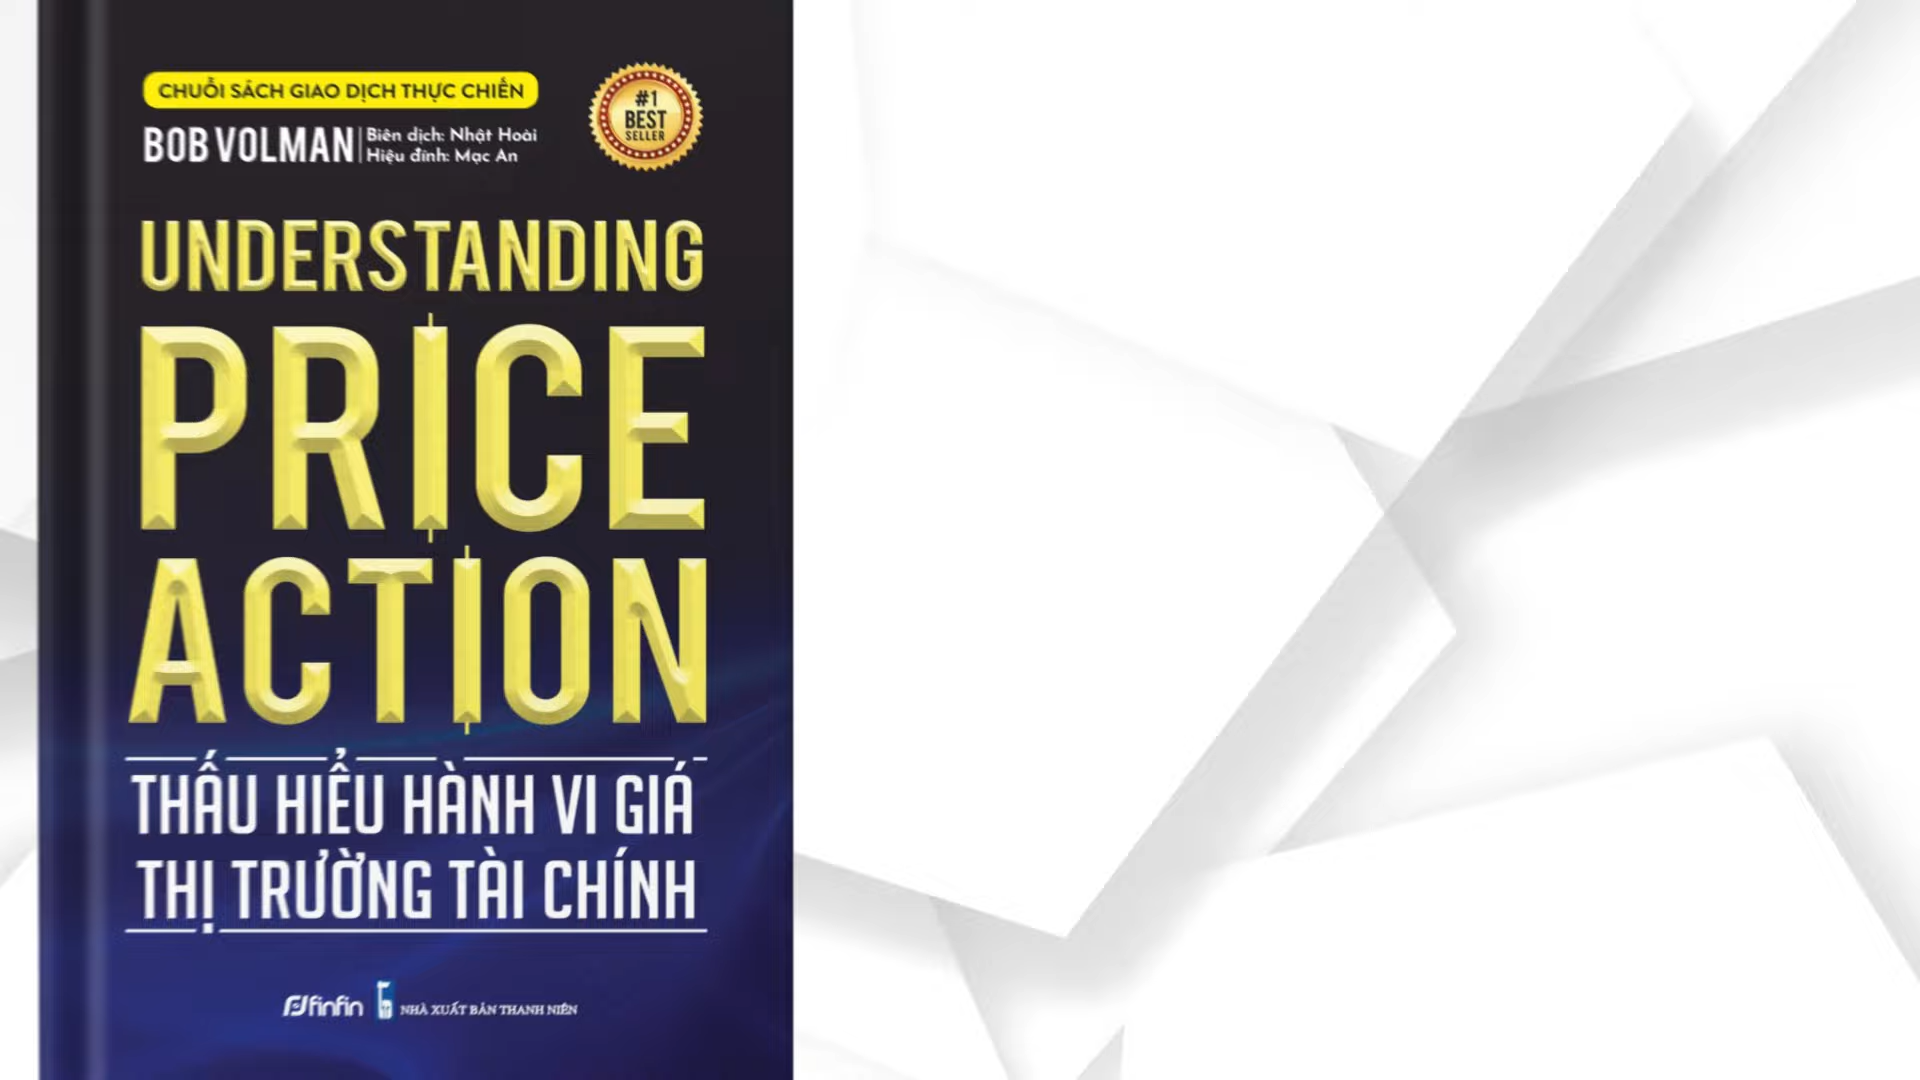 CHUỖI SÁCH GIAO DỊCH THỰC CHIẾN
BOB VOLMAN
Biên dịch: Nhật Hoài
Hiệu đính: Mạc An
#1
BEST
SELLER
UNDERSTANDING
PRICE
ACTION
THẤU HIỂU HÀNH VI GIÁ
THỊ TRƯỜNG TÀI CHÍNH
finfin
NHÀ XUẤT BẢN THANH NIÊN